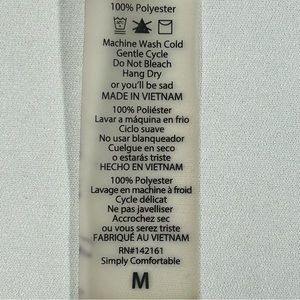 100% Polyester
Machine Wash Cold
Gentle Cycle
Do Not Bleach
Hang Dry
or you'll be sad
MADE IN VIETNAM
100% Poliéster
Lavar a máquina en frio
Ciclo suave
No usar blanqueador
Cuelgue en seco
o estarás triste
HECHO EN VIETNAM
100% Polyester
Lavage en machine à froid
Cycle délicat
Ne pas javelliser
Accrochez sec
ou vous serez triste
FABRIQUÉ AU VIETNAM
RN#142161
Simply Comfortable
M